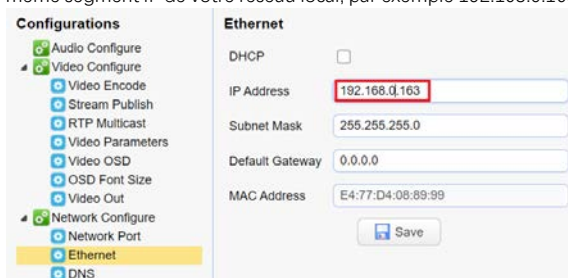 même segment IP de votre réseau local, par exemple 192.168.0.16
Configurations
Audio Configure
Video Configure
Video Encode
Stream Publish
RTP Multicast
Video Parameters
Video OSD
OSD Font Size
Video Out
Network Configure
Network Port
Ethernet
DNS
Ethernet
DHCP
IP Address 192.168.0.163
Subnet Mask 255.255.255.0
Default Gateway 0.0.0.0
MAC Address E4:77:D4:08:89:99
Save